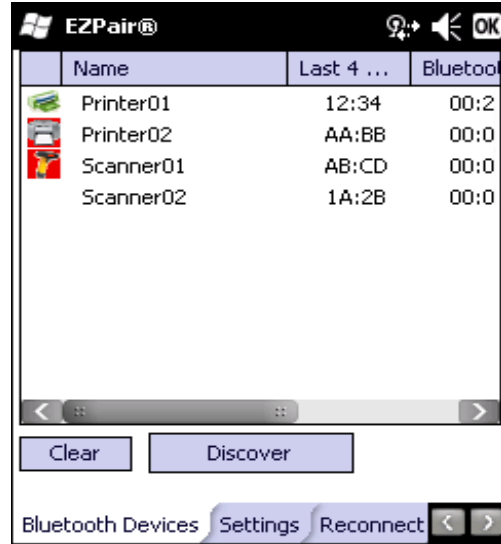 EZPair® OK
Name Last 4 ... Bluetoo
Printer01 12:34 00:2
Printer02 AA:BB 00:0
Scanner01 AB:CD 00:0
Scanner02 1A:2B 00:0
Clear Discover
Bluetooth Devices Settings Reconnect